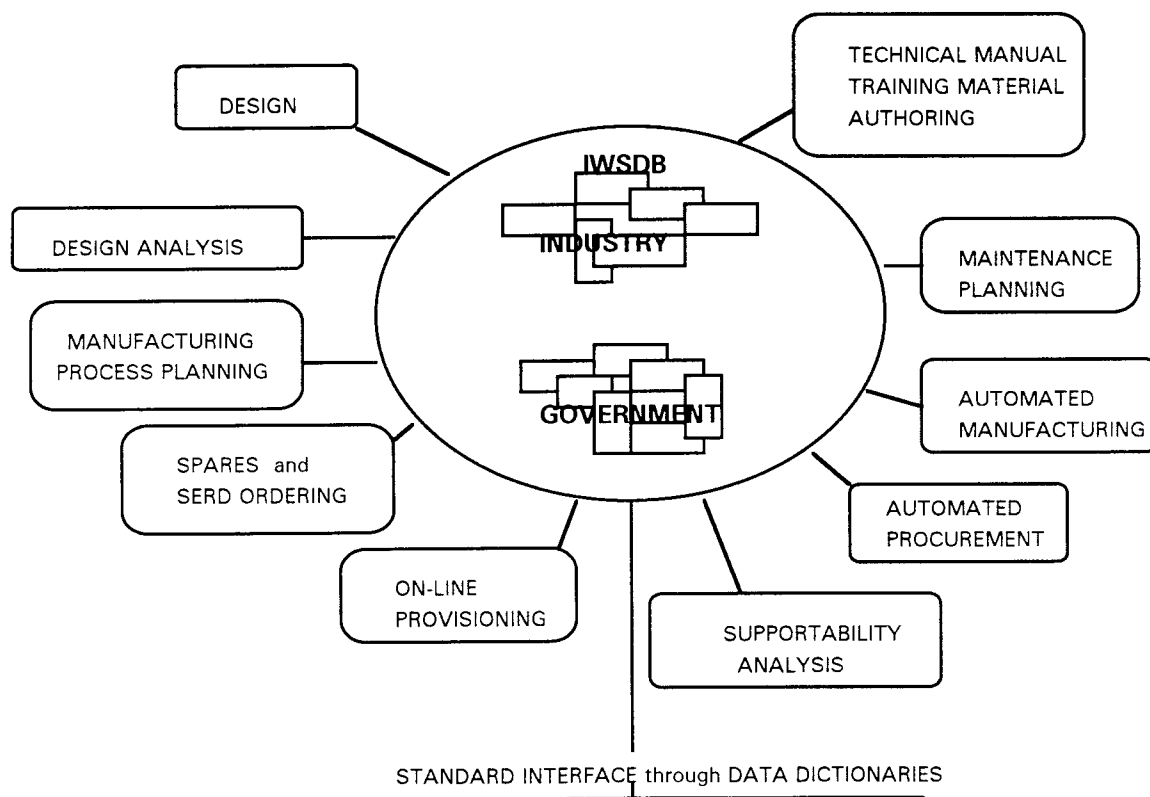 DESIGN
TECHNICAL MANUAL
TRAINING MATERIAL
AUTHORING
IWSDB
INDUSTRY
DESIGN ANALYSIS
MAINTENANCE
PLANNING
MANUFACTURING
PROCESS PLANNING
GOVERNMENT
AUTOMATED
MANUFACTURING
SPARES and
SERD ORDERING
AUTOMATED
PROCUREMENT
ON-LINE
PROVISIONING
SUPPORTABILITY
ANALYSIS
STANDARD INTERFACE through DATA DICTIONARIES